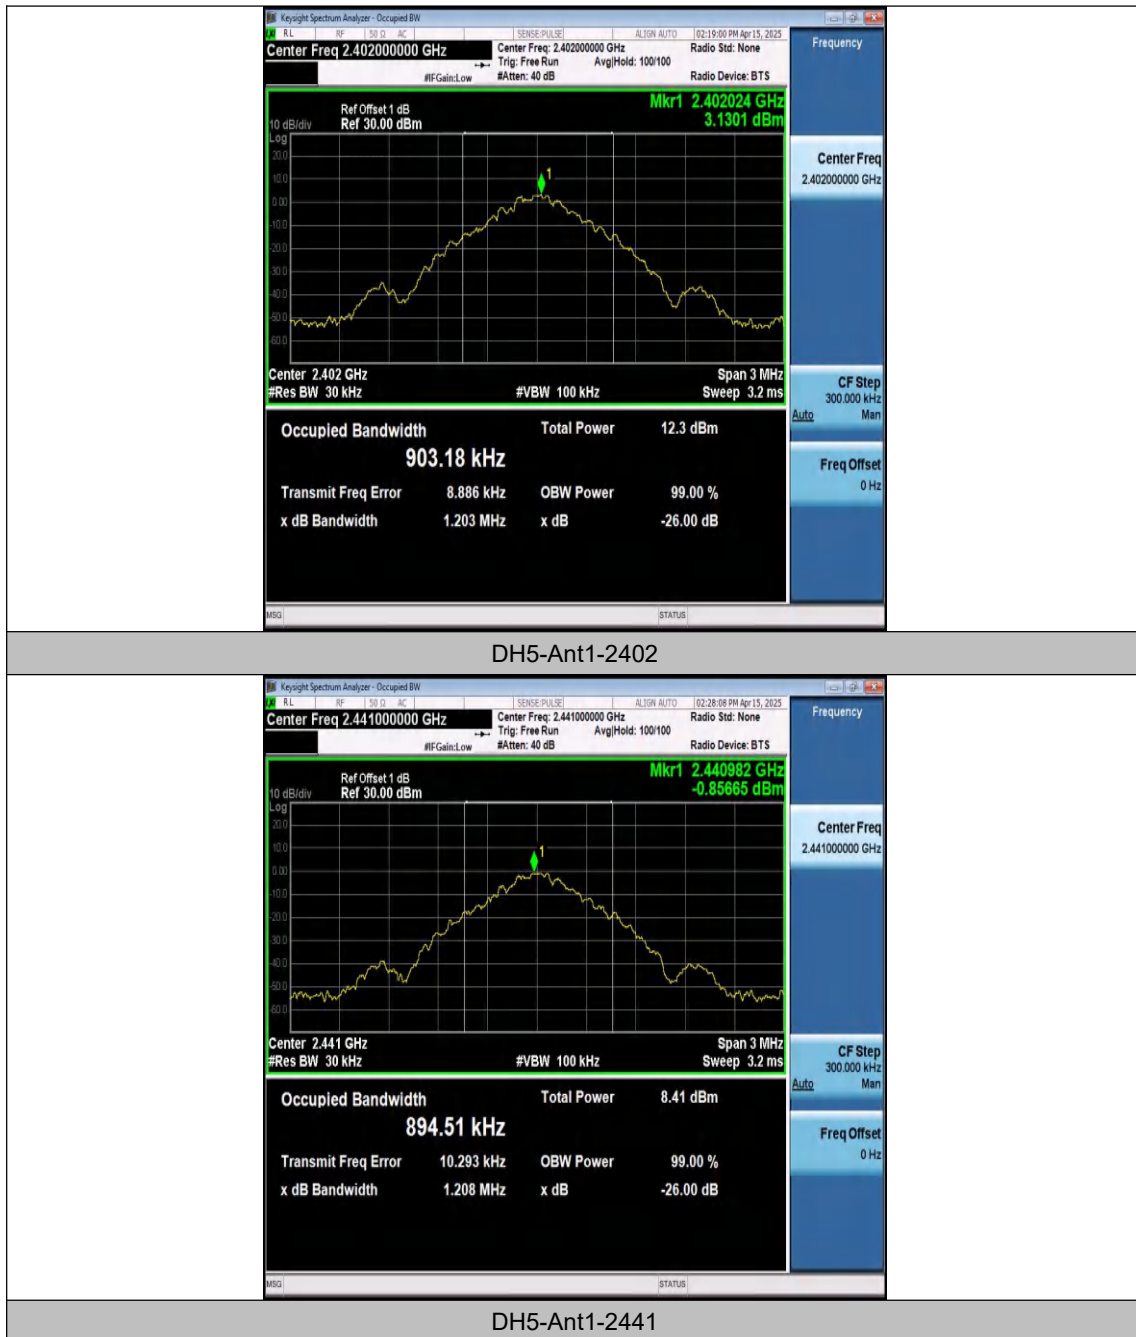 Keysight Spectrum Analyzer - Occupied BW
RL RF 50 Ω AC SENSE:PULSE ALIGN AUTO 02:19:00 PM Apr 15, 2025
Center Freq 2.402000000 GHz
Center Freq: 2.402000000 GHz Radio Std: None
Trig: Free Run Avg|Hold: 100/100
#IFGain:Low #Atten: 40 dB Radio Device: BTS
Frequency
Mkr1 2.402024 GHz
3.1301 dBm
Ref Offset 1 dB
10 dB/div Ref 30.00 dBm
Log
20.0
10.0
0.00
-10.0
-20.0
-30.0
-40.0
-50.0
-60.0
1
Center Freq
2.402000000 GHz
Center 2.402 GHz Span 3 MHz
#Res BW 30 kHz #VBW 100 kHz Sweep 3.2 ms
CF Step
300.000 kHz
Auto Man
Occupied Bandwidth Total Power 12.3 dBm
903.18 kHz
Transmit Freq Error 8.886 kHz OBW Power 99.00 %
x dB Bandwidth 1.203 MHz x dB -26.00 dB
Freq Offset
0 Hz
MSG STATUS
DH5-Ant1-2402
Keysight Spectrum Analyzer - Occupied BW
RL RF 50 Ω AC SENSE:PULSE ALIGN AUTO 02:28:08 PM Apr 15, 2025
Center Freq 2.441000000 GHz
Center Freq: 2.441000000 GHz Radio Std: None
Trig: Free Run Avg|Hold: 100/100
#IFGain:Low #Atten: 40 dB Radio Device: BTS
Frequency
Mkr1 2.440982 GHz
-0.85665 dBm
Ref Offset 1 dB
10 dB/div Ref 30.00 dBm
Log
20.0
10.0
0.00
-10.0
-20.0
-30.0
-40.0
-50.0
-60.0
1
Center Freq
2.441000000 GHz
Center 2.441 GHz Span 3 MHz
#Res BW 30 kHz #VBW 100 kHz Sweep 3.2 ms
CF Step
300.000 kHz
Auto Man
Occupied Bandwidth Total Power 8.41 dBm
894.51 kHz
Transmit Freq Error 10.293 kHz OBW Power 99.00 %
x dB Bandwidth 1.208 MHz x dB -26.00 dB
Freq Offset
0 Hz
MSG STATUS
DH5-Ant1-2441